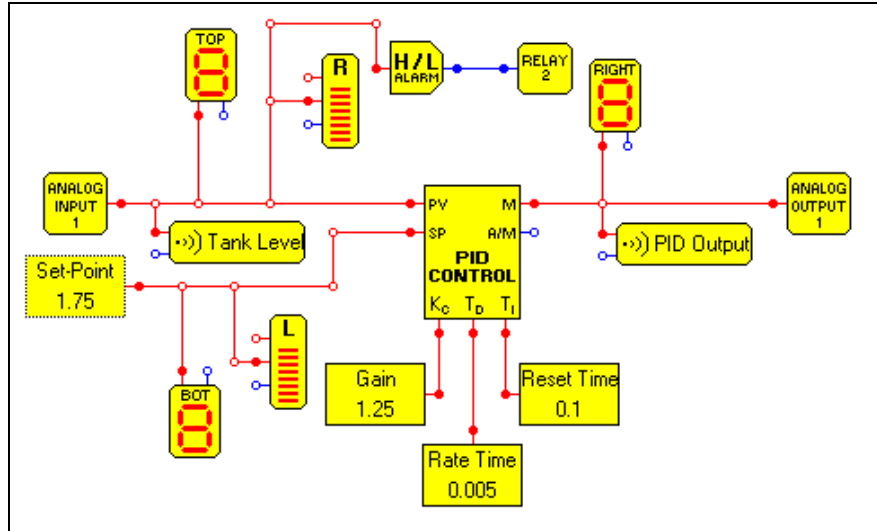 TOP
R
H/L
ALARM
RELAY
2
RIGHT
ANALOG
INPUT
1
PV
M
ANALOG
OUTPUT
1
Tank Level
SP
A/M
PID Output
PID
CONTROL
Set-Point
1.75
KC TD TI
L
BOT
Gain
1.25
Reset Time
0.1
Rate Time
0.005